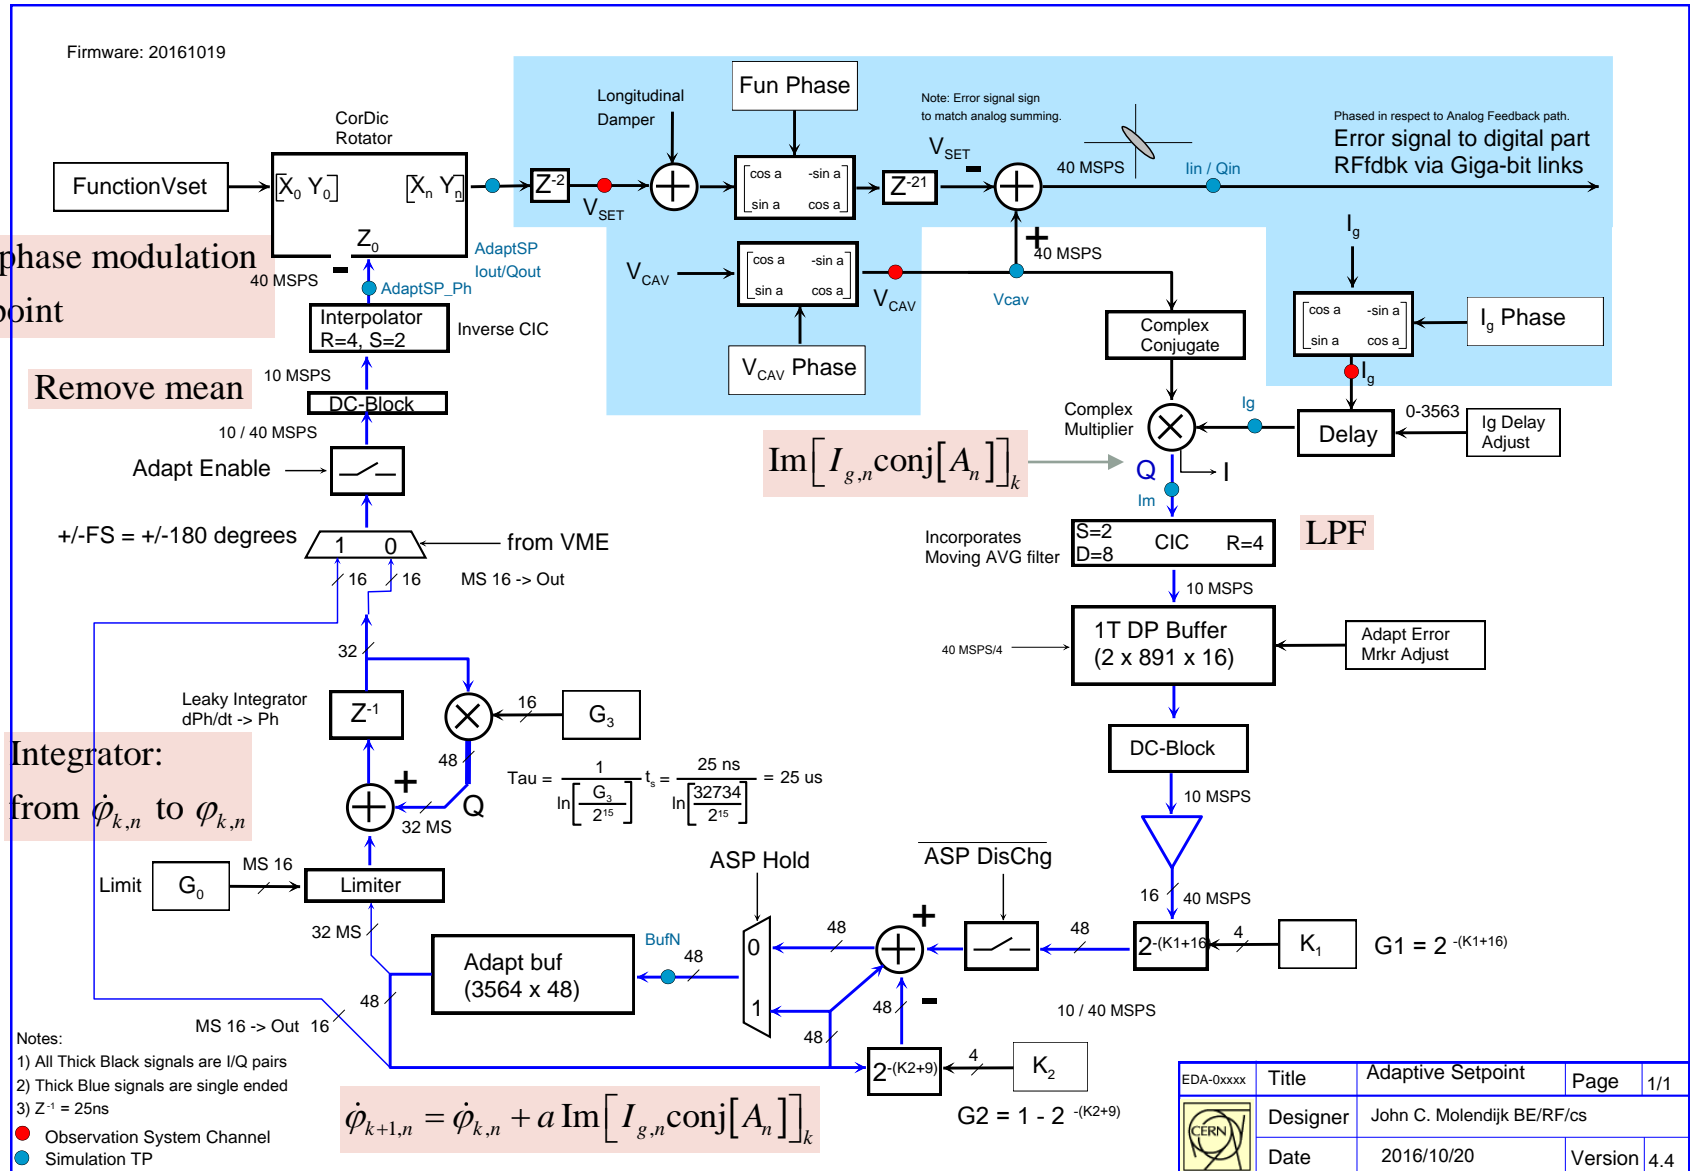 Firmware: 20161019
CorDic
Rotator
FunctionVset
[X0 Y0]
[Xn Yn]
Z0
Z-2
VSET
Longitudinal
Damper
Fun Phase
cos a -sin a
sin a cos a
Z-21
Note: Error signal sign
to match analog summing.
VSET
-
40 MSPS
Iin / Qin
Phased in respect to Analog Feedback path.
Error signal to digital part
RFfdbk via Giga-bit links
phase modulation
point
-
40 MSPS
AdaptSP
Iout/Qout
AdaptSP_Ph
VCAV
cos a -sin a
sin a cos a
VCAV
VCAV Phase
+
40 MSPS
Vcav
Ig
cos a -sin a
sin a cos a
Ig Phase
Ig
Interpolator
R=4, S=2
Inverse CIC
10 MSPS
Remove mean
DC-Block
10 / 40 MSPS
Adapt Enable
Complex
Conjugate
Complex
Multiplier
Ig
Delay
0-3563
Ig Delay
Adjust
Im[Ig,n conj[An]]k
Q
I
Im
+/-FS = +/-180 degrees
1 0
from VME
16
16
MS 16 -> Out
Incorporates
Moving AVG filter
S=2
D=8
CIC
R=4
LPF
10 MSPS
40 MSPS/4
1T DP Buffer
(2 x 891 x 16)
Adapt Error
Mrkr Adjust
32
Leaky Integrator
dPh/dt -> Ph
Z-1
16
G3
48
DC-Block
Integrator:
from φ̇k,n to φk,n
+
Q
32 MS
Tau = 1 / ln[G3 / 2^15] ts = 25 ns / ln[32734 / 2^15] = 25 us
10 MSPS
Limit
G0
MS 16
Limiter
32 MS
ASP Hold
ASP DisChg
16
40 MSPS
BufN
48
0
1
48
+
48
2-(K1+16)
4
K1
G1 = 2 -(K1+16)
Adapt buf
(3564 x 48)
48
48
48
-
10 / 40 MSPS
MS 16 -> Out
16
2-(K2+9)
4
K2
G2 = 1 - 2 -(K2+9)
φ̇k+1,n = φ̇k,n + a Im[Ig,n conj[An]]k
Notes:
1) All Thick Black signals are I/Q pairs
2) Thick Blue signals are single ended
3) Z-1 = 25ns
Observation System Channel
Simulation TP
EDA-0xxxx
Title
Adaptive Setpoint
Page
1/1
CERN
Designer
John C. Molendijk BE/RF/cs
Date
2016/10/20
Version
4.4